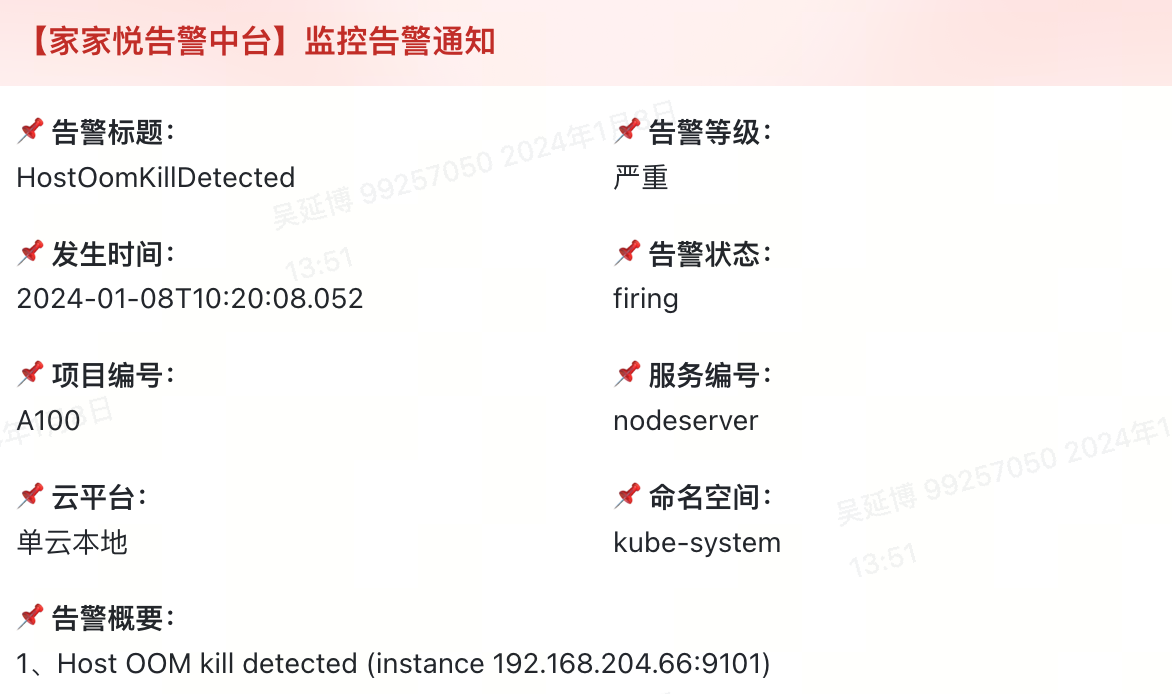 【家家悦告警中台】监控告警通知
告警标题：
HostOomKillDetected
告警等级：
严重
发生时间：
2024-01-08T10:20:08.052
告警状态：
firing
项目编号：
A100
服务编号：
nodeserver
云平台：
单云本地
命名空间：
kube-system
告警概要：
1、Host OOM kill detected (instance 192.168.204.66:9101)
吴延博 99257050 2024年1月8日
13:51
年1月8日
吴延博 99257050 2024年1
13:51